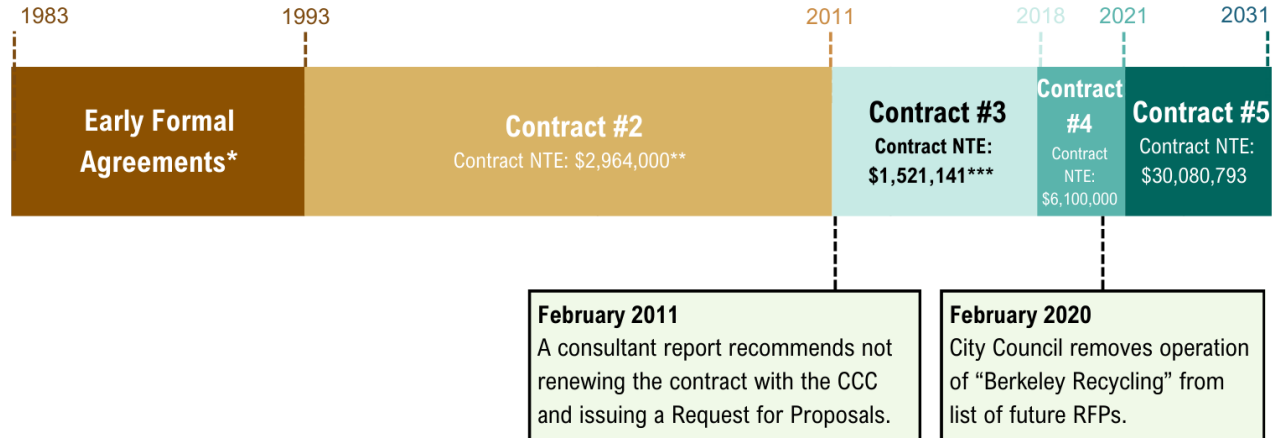 1983
1993
2011
2018
2021
2031
Early Formal
Agreements*
Contract #2
Contract NTE: $2,964,000**
Contract #3
Contract NTE:
$1,521,141***
Contract
#4
Contract
NTE:
$6,100,000
Contract #5
Contract NTE:
$30,080,793
February 2011
A consultant report recommends not
renewing the contract with the CCC
and issuing a Request for Proposals.
February 2020
City Council removes operation
of “Berkeley Recycling” from
list of future RFPs.